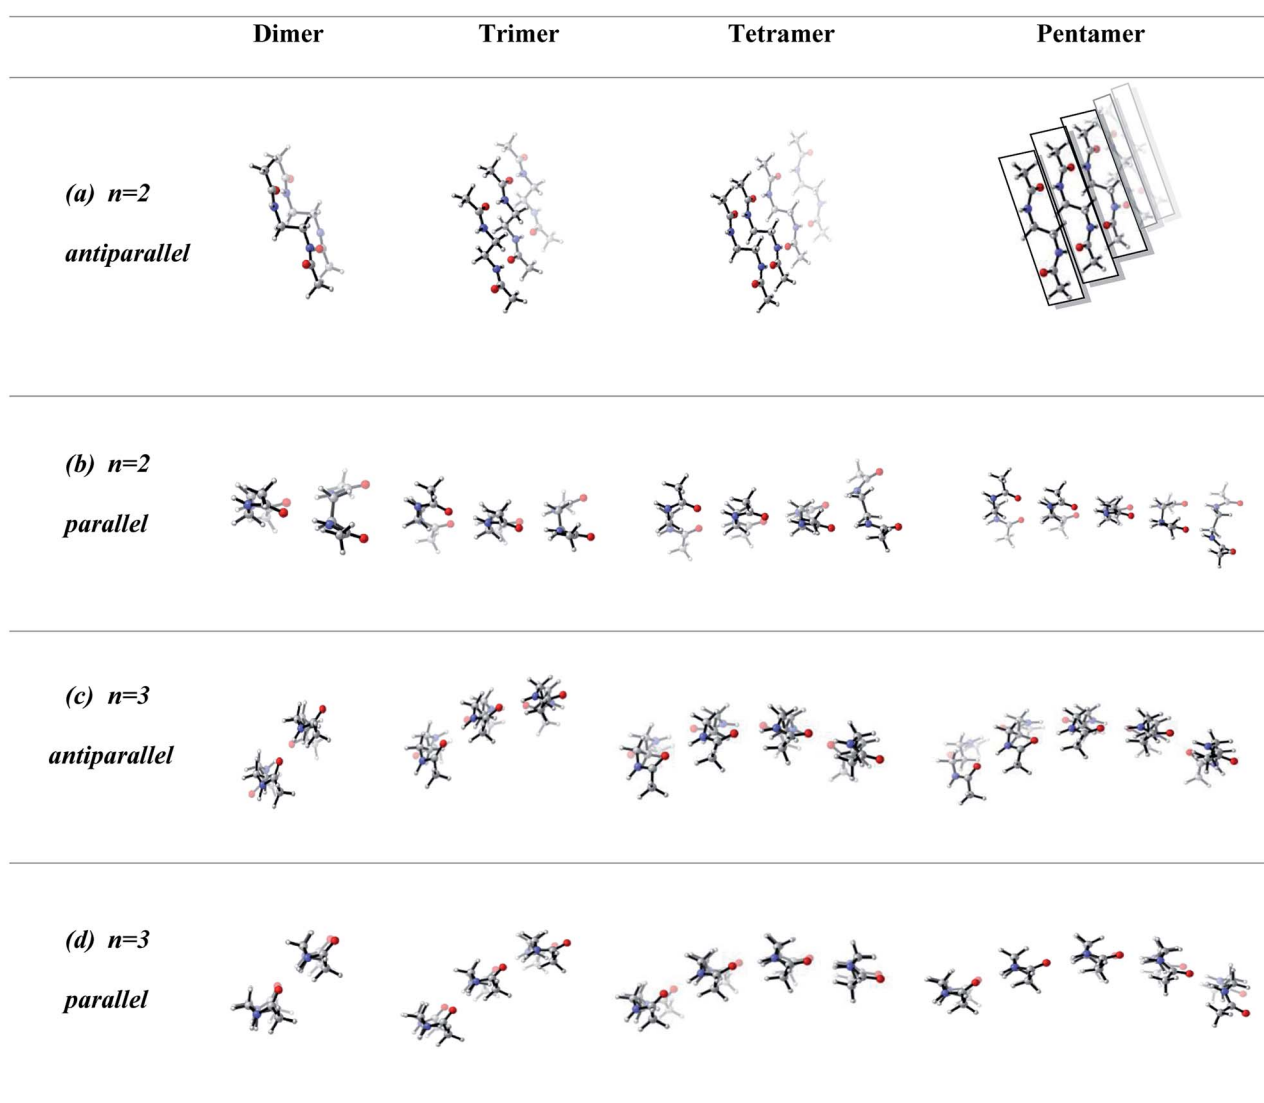 Dimer Trimer Tetramer Pentamer
(a) n=2
antiparallel
(b) n=2
parallel
(c) n=3
antiparallel
(d) n=3
parallel